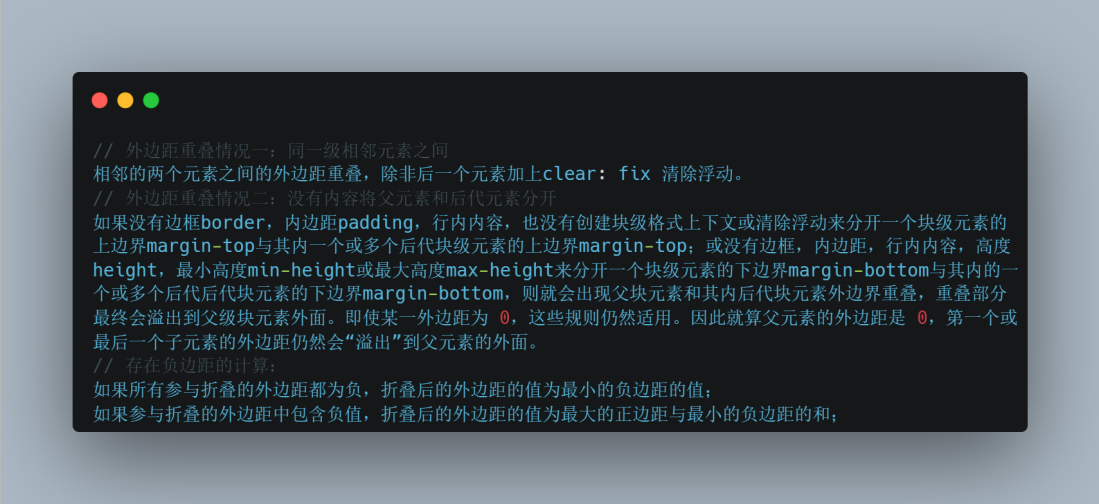 // 外边距重叠情况一：同一级相邻元素之间
相邻的两个元素之间的外边距重叠，除非后一个元素加上clear: fix 清除浮动。
// 外边距重叠情况二：没有内容将父元素和后代元素分开
如果没有边框border，内边距padding，行内内容，也没有创建块级格式上下文或清除浮动来分开一个块级元素的
上边界margin-top与其内一个或多个后代块级元素的上边界margin-top；或没有边框，内边距，行内内容，高度
height，最小高度min-height或最大高度max-height来分开一个块级元素的下边界margin-bottom与其内的一
个或多个后代后代块元素的下边界margin-bottom，则就会出现父块元素和其内后代块元素外边界重叠，重叠部分
最终会溢出到父级块元素外面。即使某一外边距为 0，这些规则仍然适用。因此就算父元素的外边距是 0，第一个或
最后一个子元素的外边距仍然会“溢出”到父元素的外面。
// 存在负边距的计算：
如果所有参与折叠的外边距都为负，折叠后的外边距的值为最小的负边距的值；
如果参与折叠的外边距中包含负值，折叠后的外边距的值为最大的正边距与最小的负边距的和；